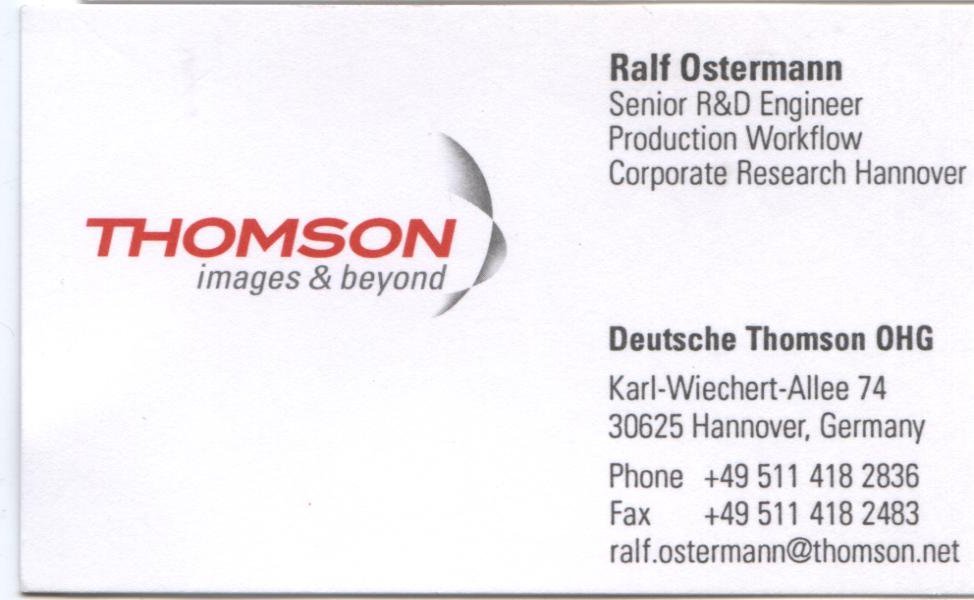 THOMSON
images & beyond
Ralf Ostermann
Senior R&D Engineer
Production Workflow
Corporate Research Hannover
Deutsche Thomson OHG
Karl-Wiechert-Allee 74
30625 Hannover, Germany
Phone +49 511 418 2836
Fax +49 511 418 2483
ralf.ostermann@thomson.net